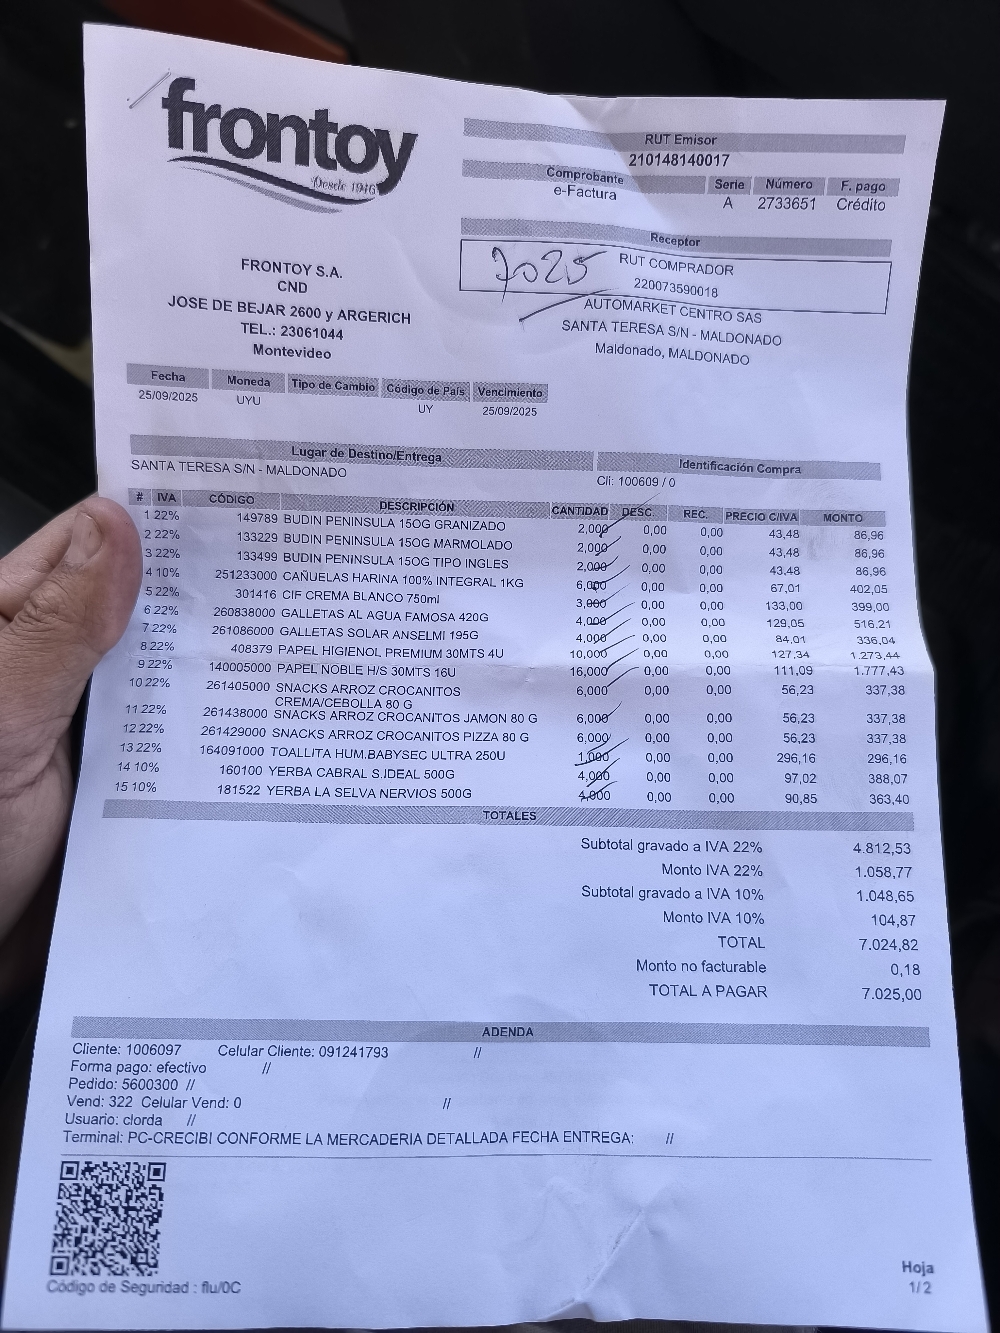 frontoy
Desde 1946
RUT Emisor
210148140017
Comprobante Serie Número F. pago
e-Factura A 2733651 Crédito
Receptor
7025
RUT COMPRADOR
220073590018
AUTOMARKET CENTRO SAS
SANTA TERESA S/N - MALDONADO
Maldonado, MALDONADO
FRONTOY S.A.
CND
JOSE DE BEJAR 2600 y ARGERICH
TEL.: 23061044
Montevideo
Fecha Moneda Tipo de Cambio Código de País Vencimiento
25/09/2025 UYU UY 25/09/2025
Lugar de Destino/Entrega Identificación Compra
SANTA TERESA S/N - MALDONADO Cli: 100609 / 0
# IVA CÓDIGO DESCRIPCIÓN CANTIDAD DESC. REC. PRECIO C/IVA MONTO
1 22% 149789 BUDIN PENINSULA 15OG GRANIZADO 2,000 0,00 0,00 43,48 86,96
2 22% 133229 BUDIN PENINSULA 15OG MARMOLADO 2,000 0,00 0,00 43,48 86,96
3 22% 133499 BUDIN PENINSULA 15OG TIPO INGLES 2,000 0,00 0,00 43,48 86,96
4 10% 251233000 CAÑUELAS HARINA 100% INTEGRAL 1KG 6,000 0,00 0,00 67,01 402,05
5 22% 301416 CIF CREMA BLANCO 750ml 3,000 0,00 0,00 133,00 399,00
6 22% 260838000 GALLETAS AL AGUA FAMOSA 420G 4,000 0,00 0,00 129,05 516,21
7 22% 261086000 GALLETAS SOLAR ANSELMI 195G 4,000 0,00 0,00 84,01 336,04
8 22% 408379 PAPEL HIGIENOL PREMIUM 30MTS 4U 10,000 0,00 0,00 127,34 1.273,44
9 22% 140005000 PAPEL NOBLE H/S 30MTS 16U 16,000 0,00 0,00 111,09 1.777,43
10 22% 261405000 SNACKS ARROZ CROCANITOS 6,000 0,00 0,00 56,23 337,38
CREMA/CEBOLLA 80 G
11 22% 261438000 SNACKS ARROZ CROCANITOS JAMON 80 G 6,000 0,00 0,00 56,23 337,38
12 22% 261429000 SNACKS ARROZ CROCANITOS PIZZA 80 G 6,000 0,00 0,00 56,23 337,38
13 22% 164091000 TOALLITA HUM.BABYSEC ULTRA 250U 1,000 0,00 0,00 296,16 296,16
14 10% 160100 YERBA CABRAL S.IDEAL 500G 4,000 0,00 0,00 97,02 388,07
15 10% 181522 YERBA LA SELVA NERVIOS 500G 4,000 0,00 0,00 90,85 363,40
TOTALES
Subtotal gravado a IVA 22% 4.812,53
Monto IVA 22% 1.058,77
Subtotal gravado a IVA 10% 1.048,65
Monto IVA 10% 104,87
TOTAL 7.024,82
Monto no facturable 0,18
TOTAL A PAGAR 7.025,00
ADENDA
Cliente: 1006097 Celular Cliente: 091241793 //
Forma pago: efectivo //
Pedido: 5600300 //
Vend: 322 Celular Vend: 0 //
Usuario: clorda //
Terminal: PC-CRECIBI CONFORME LA MERCADERIA DETALLADA FECHA ENTREGA: //
Código de Seguridad : flu/0C
Hoja
1/2